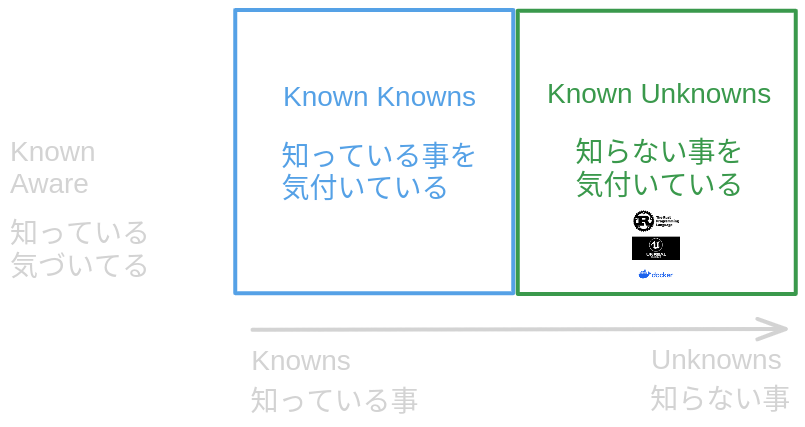 Known Knowns
知っている事を
気付いている
Known Unknowns
知らない事を
気付いている
The Rust
Programming
Language
UNREAL
docker
Known
Aware
知っている
気づいてる
Knowns
知っている事
Unknowns
知らない事